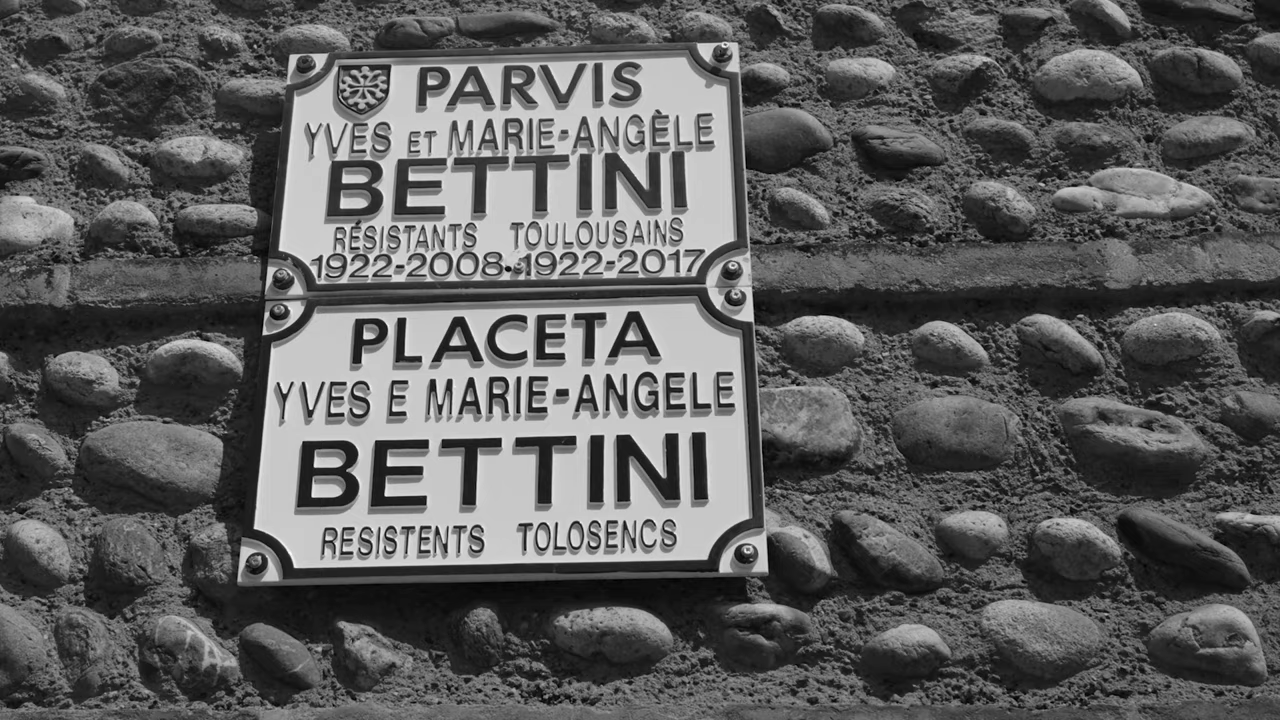 PARVIS
YVES ET MARIE-ANGÈLE
BETTINI
RÉSISTANTS TOULOUSAINS
1922-2008 • 1922-2017
PLACETA
YVES E MARIE-ANGELE
BETTINI
RESISTENTS TOLOSENCS